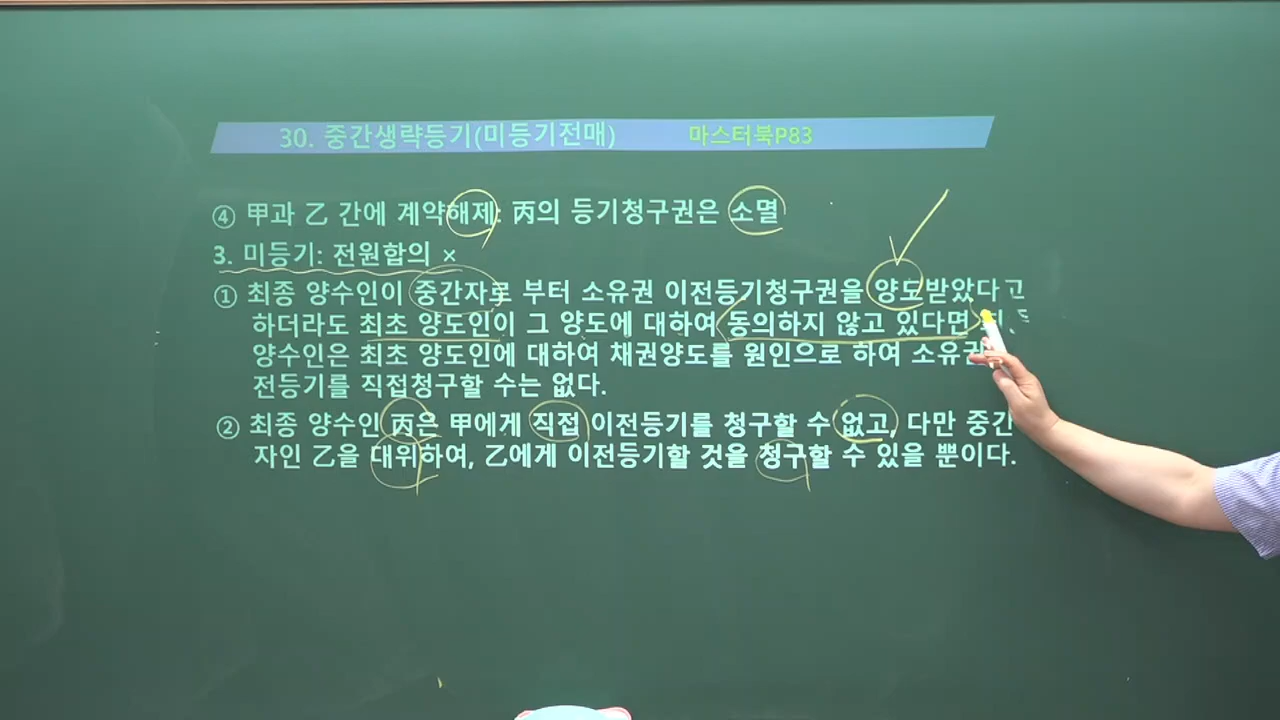 30. 중간생략등기(미등기전매) 마스터북P83
④ 甲과 乙 간에 계약해제: 丙의 등기청구권은 소멸
3. 미등기: 전원합의 ×
① 최종 양수인이 중간자로 부터 소유권 이전등기청구권을 양도받았다고
하더라도 최초 양도인이 그 양도에 대하여 동의하지 않고 있다면
양수인은 최초 양도인에 대하여 채권양도를 원인으로 하여 소유권
전등기를 직접청구할 수는 없다.
② 최종 양수인 丙은 甲에게 직접 이전등기를 청구할 수 없고, 다만 중간
자인 乙을 대위하여, 乙에게 이전등기할 것을 청구할 수 있을 뿐이다.